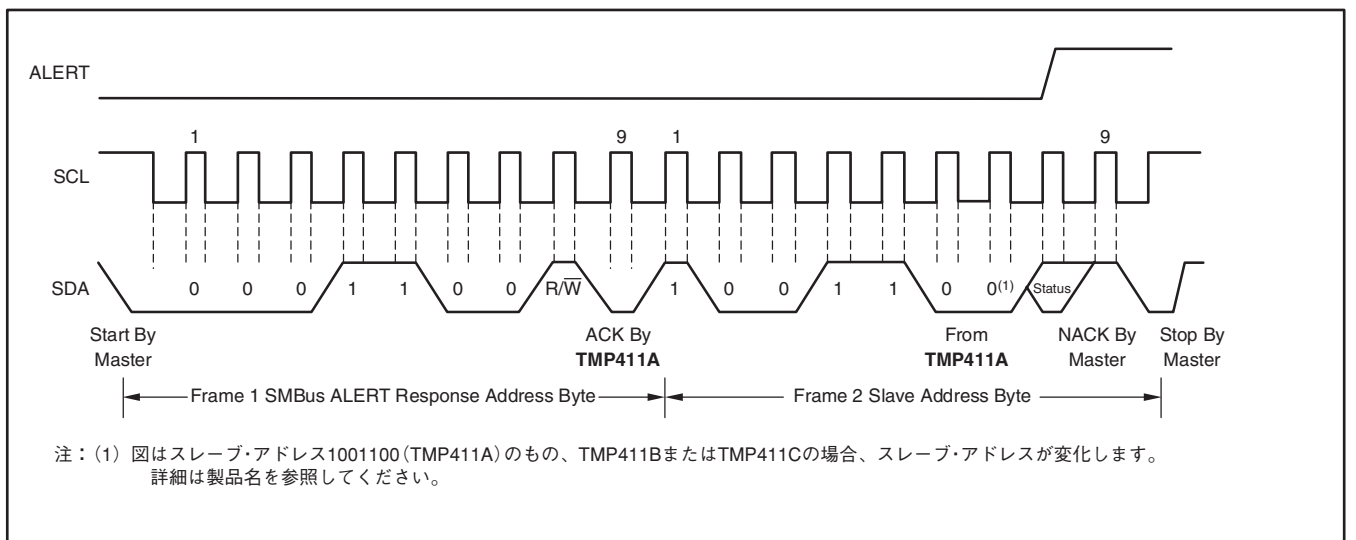 ALERT
1 9 1 9
SCL
SDA 0 0 0 1 1 0 0 R/W̅ 1 0 0 1 1 0 0(1) Status
Start By Master
ACK By TMP411A
From TMP411A
NACK By Master
Stop By Master
Frame 1 SMBus ALERT Response Address Byte
Frame 2 Slave Address Byte
注：(1) 図はスレーブ・アドレス1001100(TMP411A)のもの、TMP411BまたはTMP411Cの場合、スレーブ・アドレスが変化します。
詳細は製品名を参照してください。